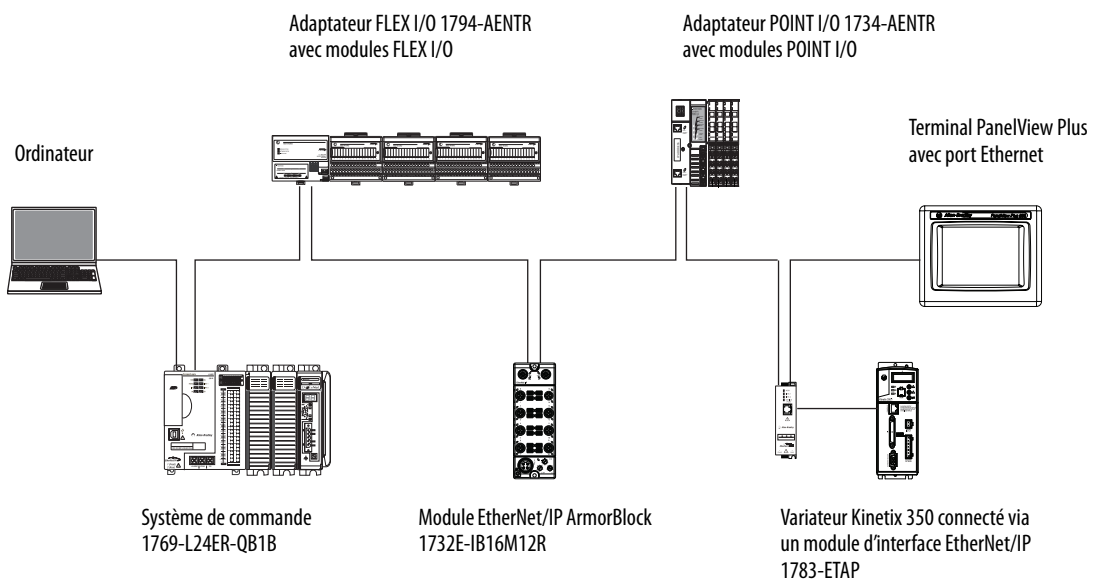 Adaptateur FLEX I/O 1794-AENTR
avec modules FLEX I/O
Adaptateur POINT I/O 1734-AENTR
avec modules POINT I/O
Terminal PanelView Plus
avec port Ethernet
Ordinateur
Système de commande
1769-L24ER-QB1B
Module EtherNet/IP ArmorBlock
1732E-IB16M12R
Variateur Kinetix 350 connecté via
un module d’interface EtherNet/IP
1783-ETAP